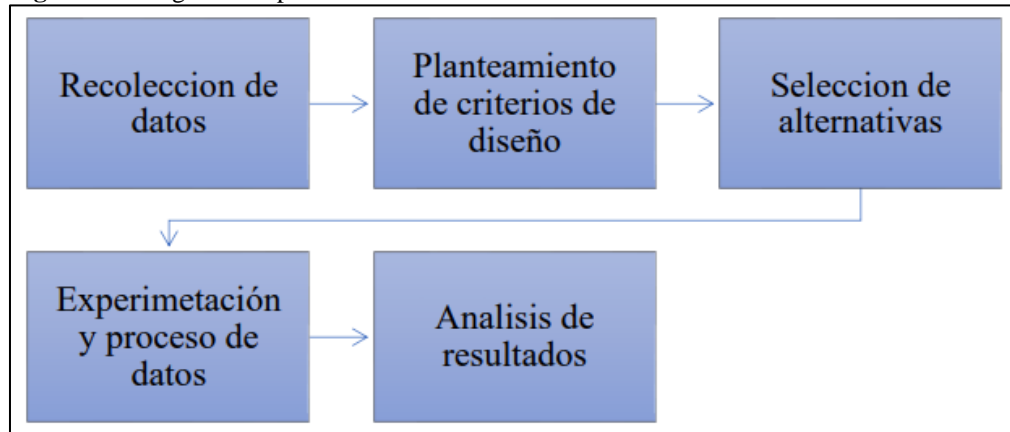 Recoleccion de
datos
Planteamiento
de criterios de
diseño
Seleccion de
alternativas
Experimetación
y proceso de
datos
Analisis de
resultados